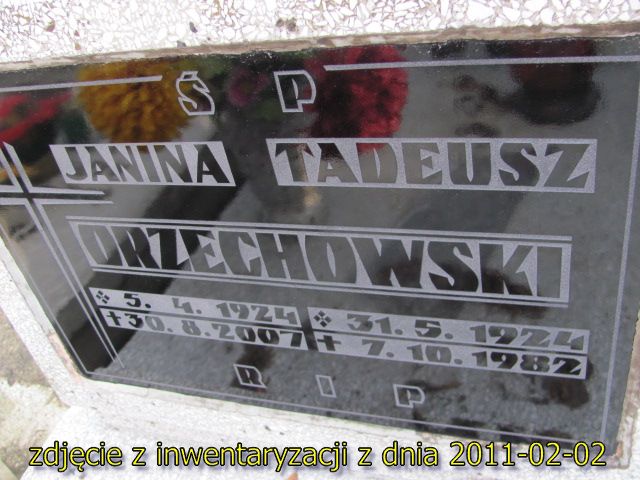 Ś P
JANINA TADEUSZ
ORZECHOWSKI
5. 4. 1924 31. 5. 1924
+30. 8. 2007 + 7. 10. 1982
R I P
zdjęcie z inwentaryzacji z dnia 2011-02-02